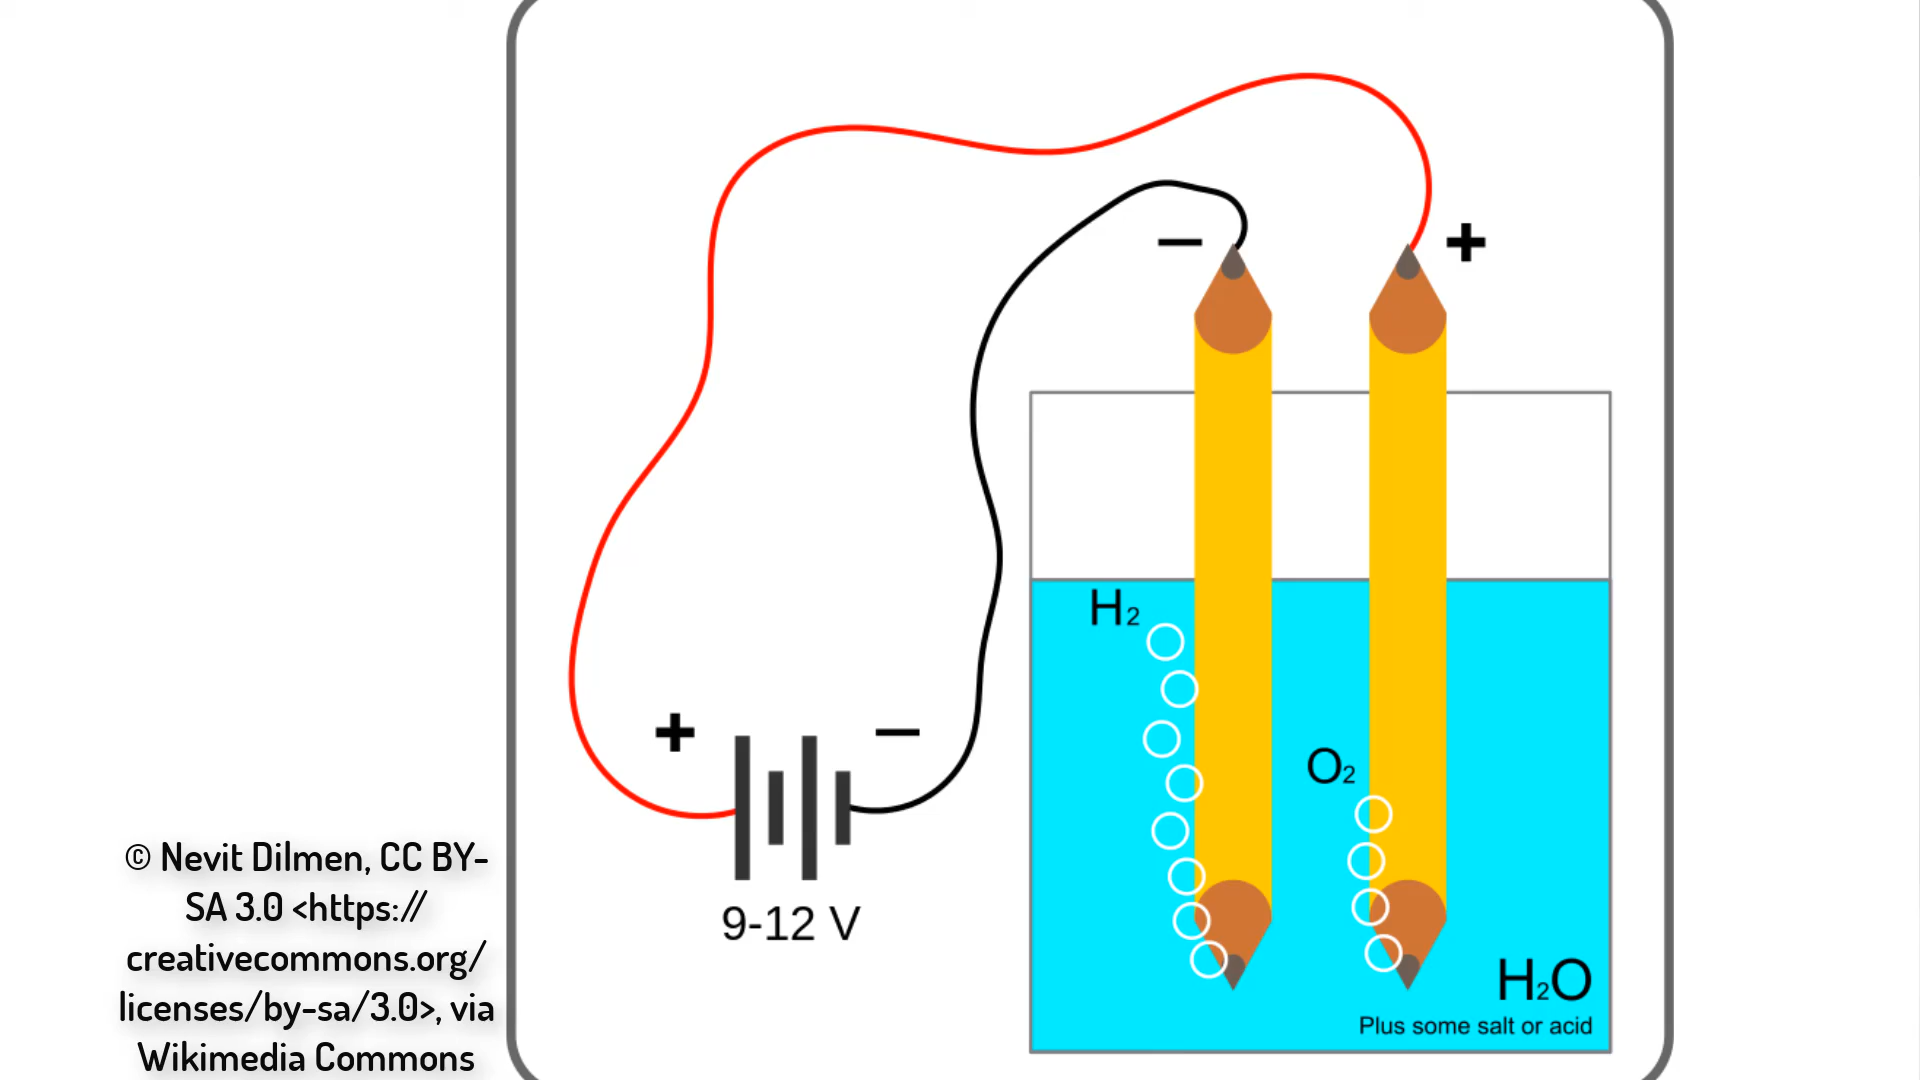 − +
H₂
+ −
O₂
9-12 V
H₂O
Plus some salt or acid
© Nevit Dilmen, CC BY-
SA 3.0 <https://
creativecommons.org/
licenses/by-sa/3.0>, via
Wikimedia Commons